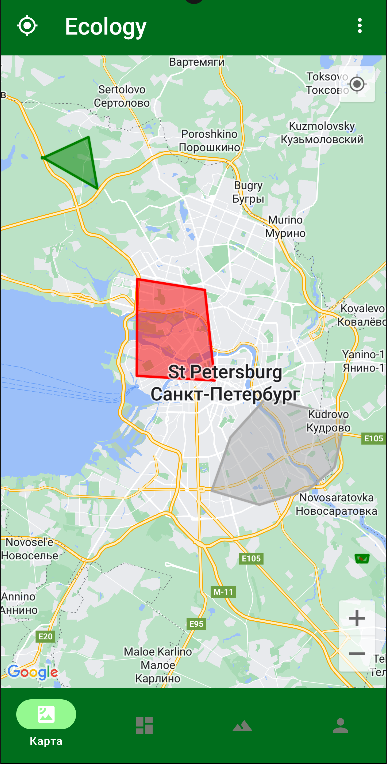 Ecology
Вартемяги
Sertolovo
Сертолово
Toksovo
Токсово
Poroshkino
Порошкино
Kuzmolovsky
Кузьмоловский
Bugry
Бугры
Murino
Мурино
Kovalevo
Ковалёво
Yanino-1
Янино-1
St Petersburg
Санкт-Петербург
Kudrovo
Кудрово
E105
Novosaratovka
Новосаратовка
Novosel'e
Новоселье
E105
Annino
Аннино
M-11
E95
E20
Maloe Karlino
Малое
Карлино
Google
Карта